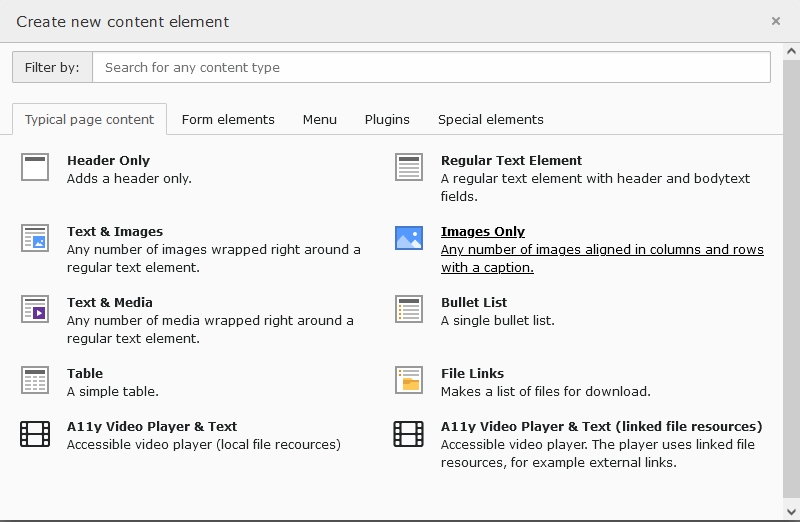 Create new content element
×
Filter by:
Search for any content type
Typical page content
Form elements
Menu
Plugins
Special elements
Header Only
Adds a header only.
Regular Text Element
A regular text element with header and bodytext
fields.
Text & Images
Any number of images wrapped right around a
regular text element.
Images Only
Any number of images aligned in columns and rows
with a caption.
Text & Media
Any number of media wrapped right around a
regular text element.
Bullet List
A single bullet list.
Table
A simple table.
File Links
Makes a list of files for download.
A11y Video Player & Text
Accessible video player (local file recources)
A11y Video Player & Text (linked file resources)
Accessible video player. The player uses linked file
resources, for example external links.